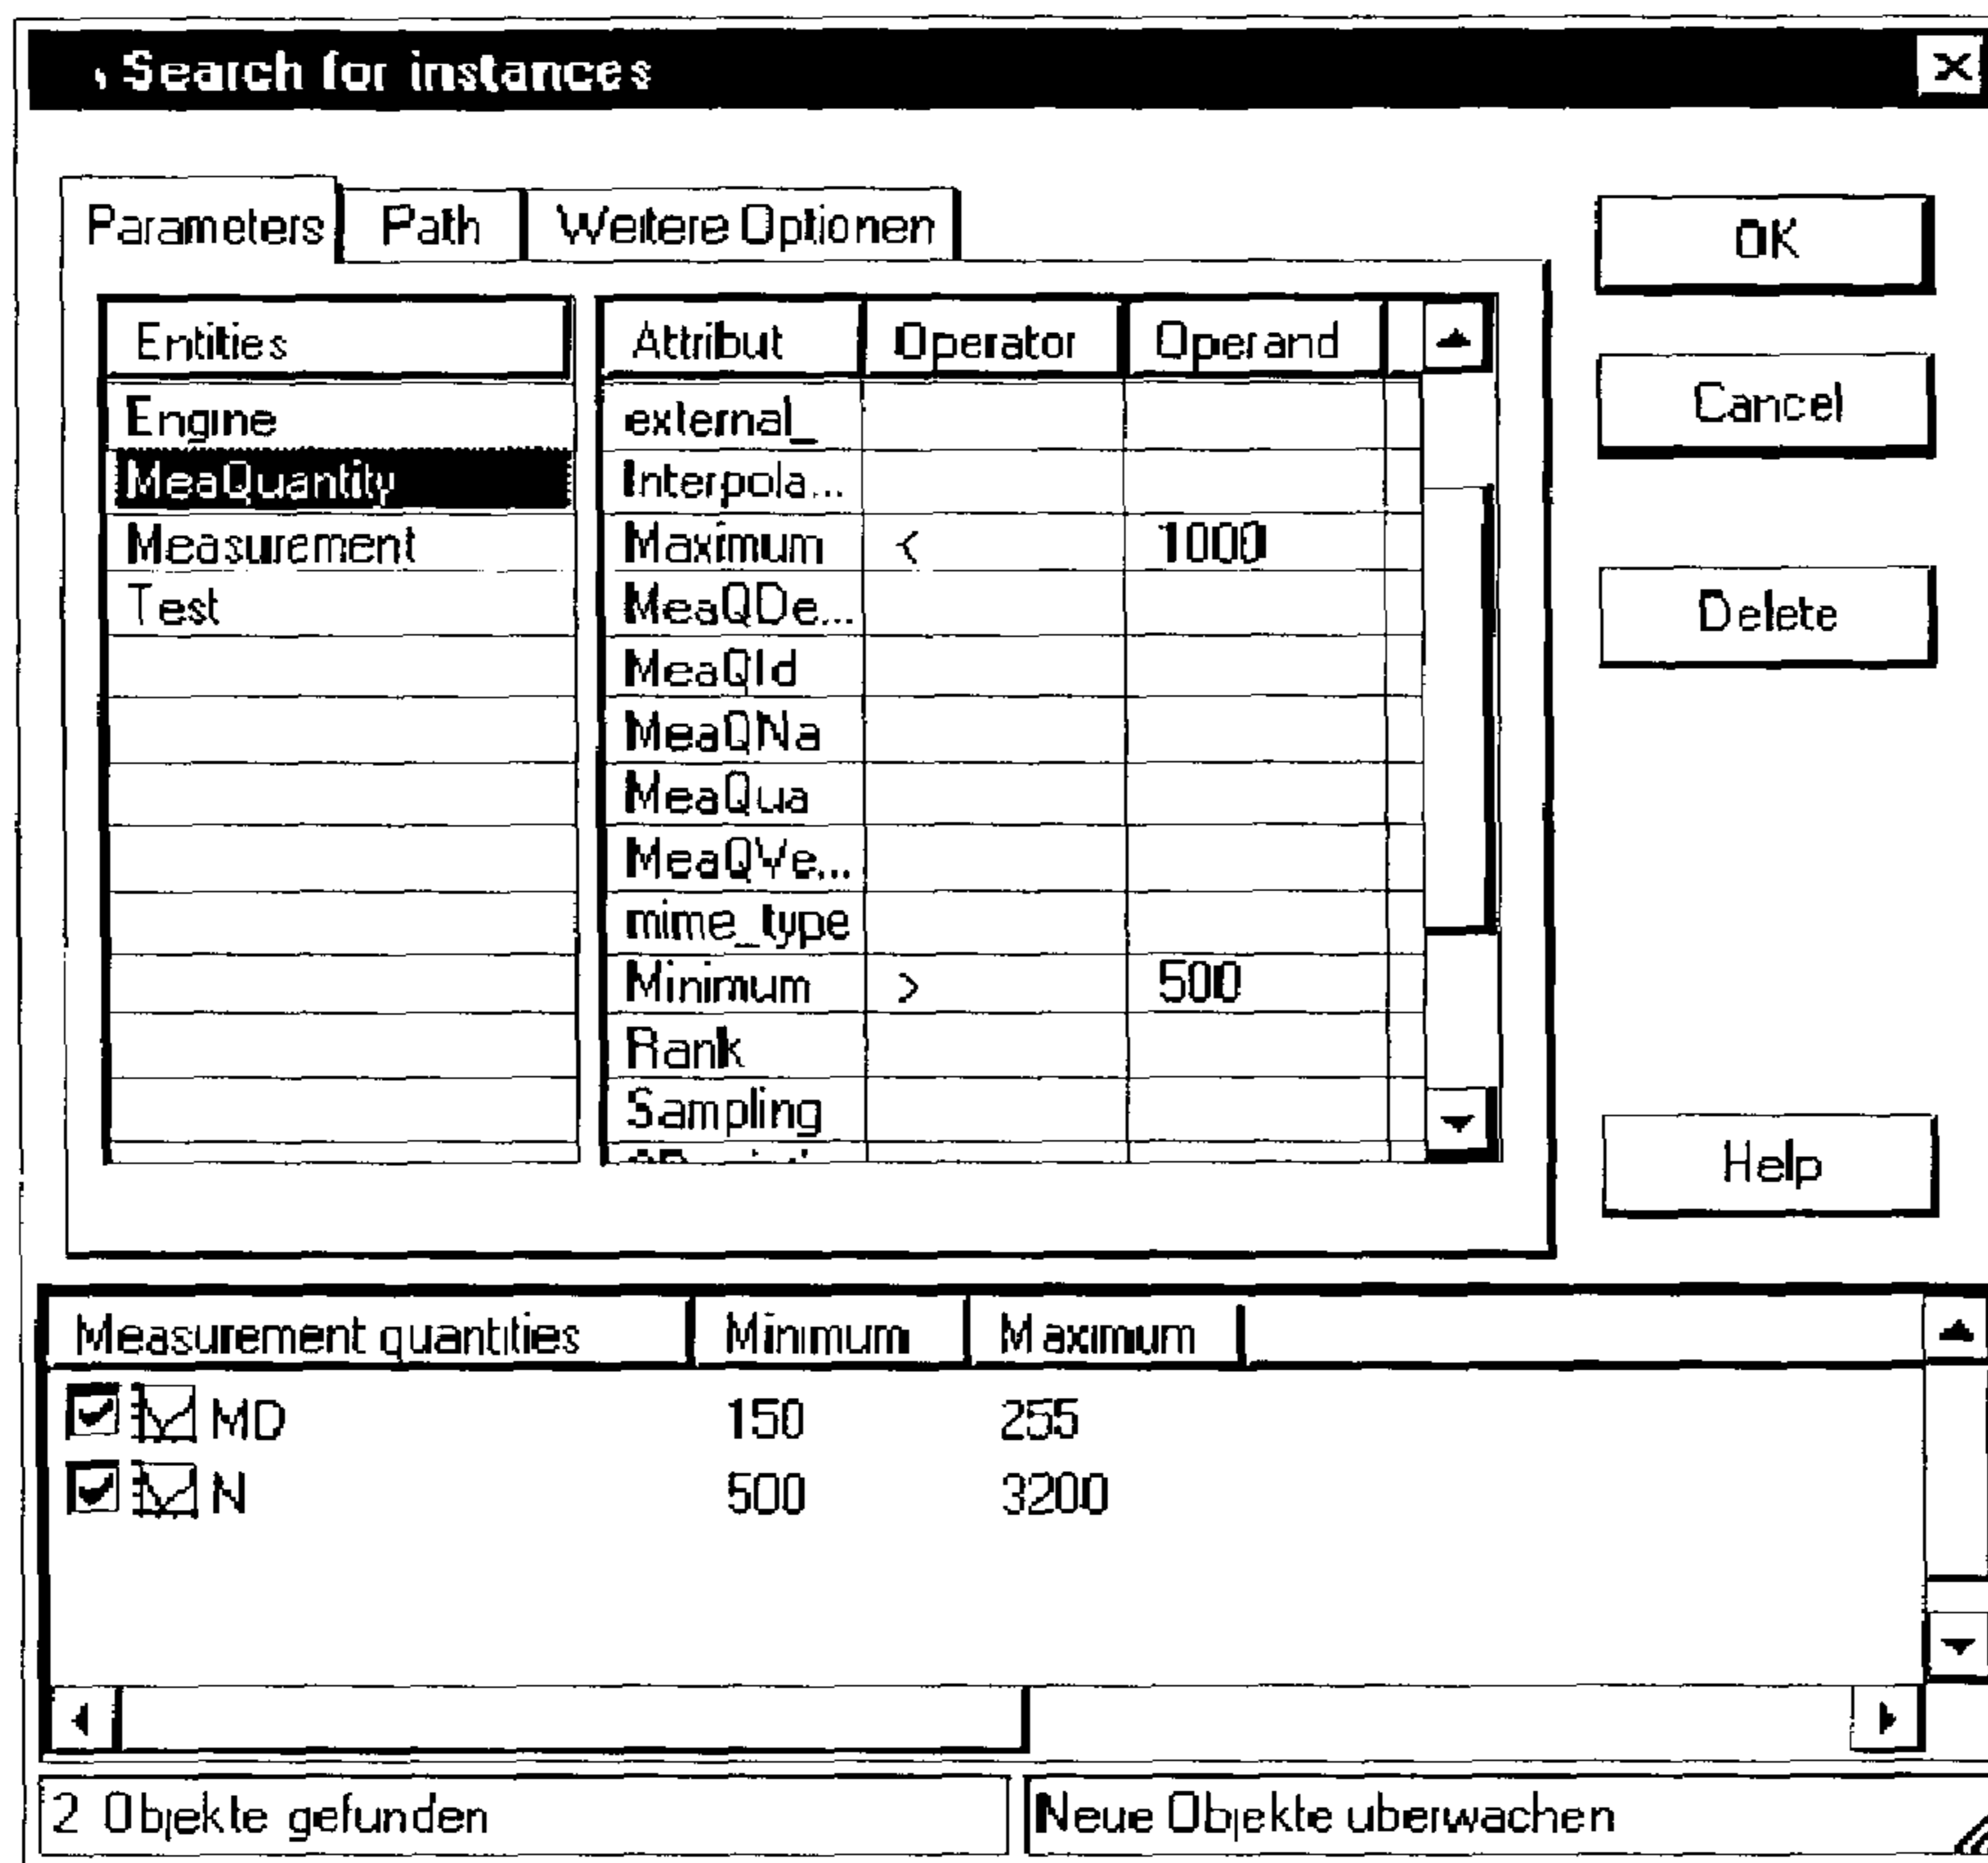 Search for instances
Parameters Path Weitere Optionen
OK
Cancel
Delete
Help
Entities
Engine
MeaQuantity
Measurement
Test
Attribut Operator Operand
external_
Interpola...
Maximum < 1000
MeaQDe...
MeaQId
MeaQNa
MeaQua
MeaQVe...
mime_type
Minimum > 500
Rank
Sampling
Measurement quantities Minimum Maximum
MD 150 255
N 500 3200
2 Objekte gefunden Neue Objekte uberwachen